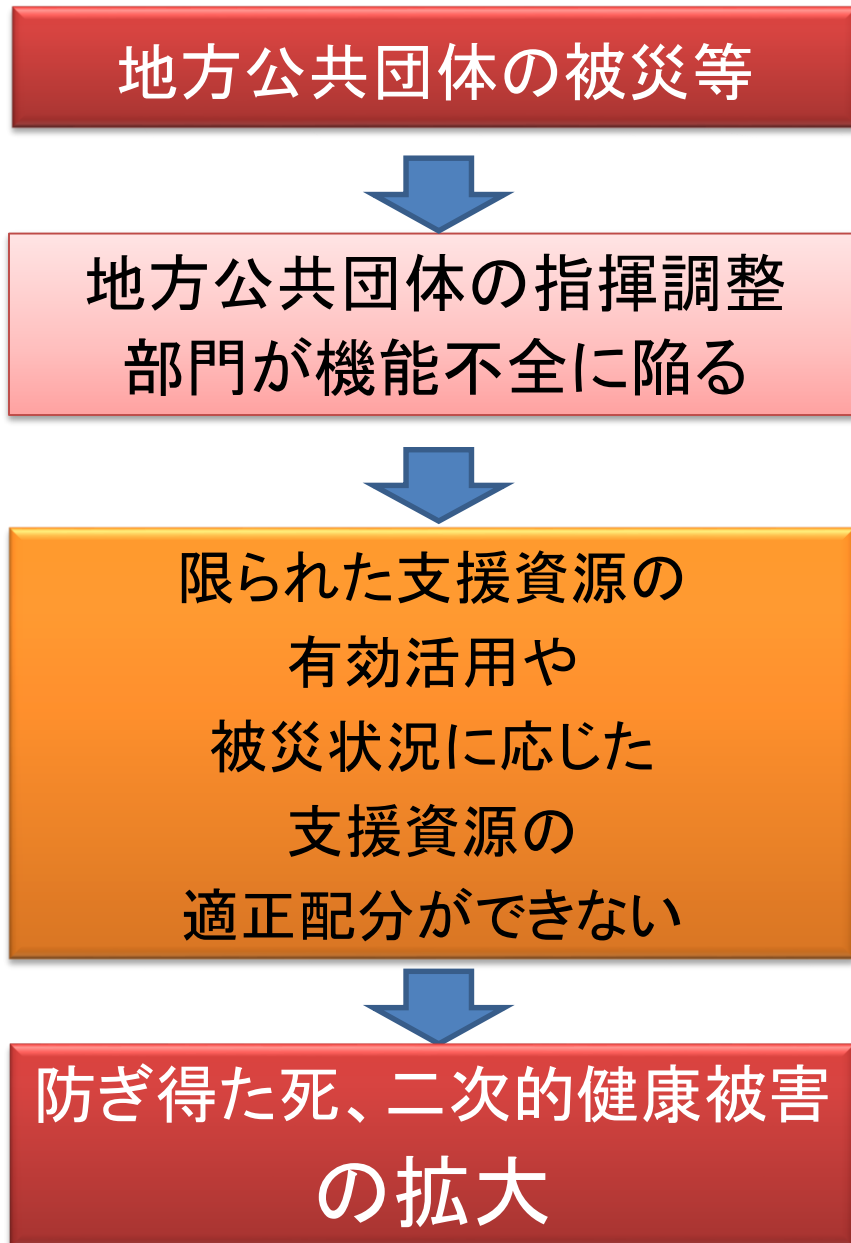 地方公共団体の被災等
地方公共団体の指揮調整
部門が機能不全に陥る
限られた支援資源の
有効活用や
被災状況に応じた
支援資源の
適正配分ができない
防ぎ得た死、二次的健康被害
の拡大